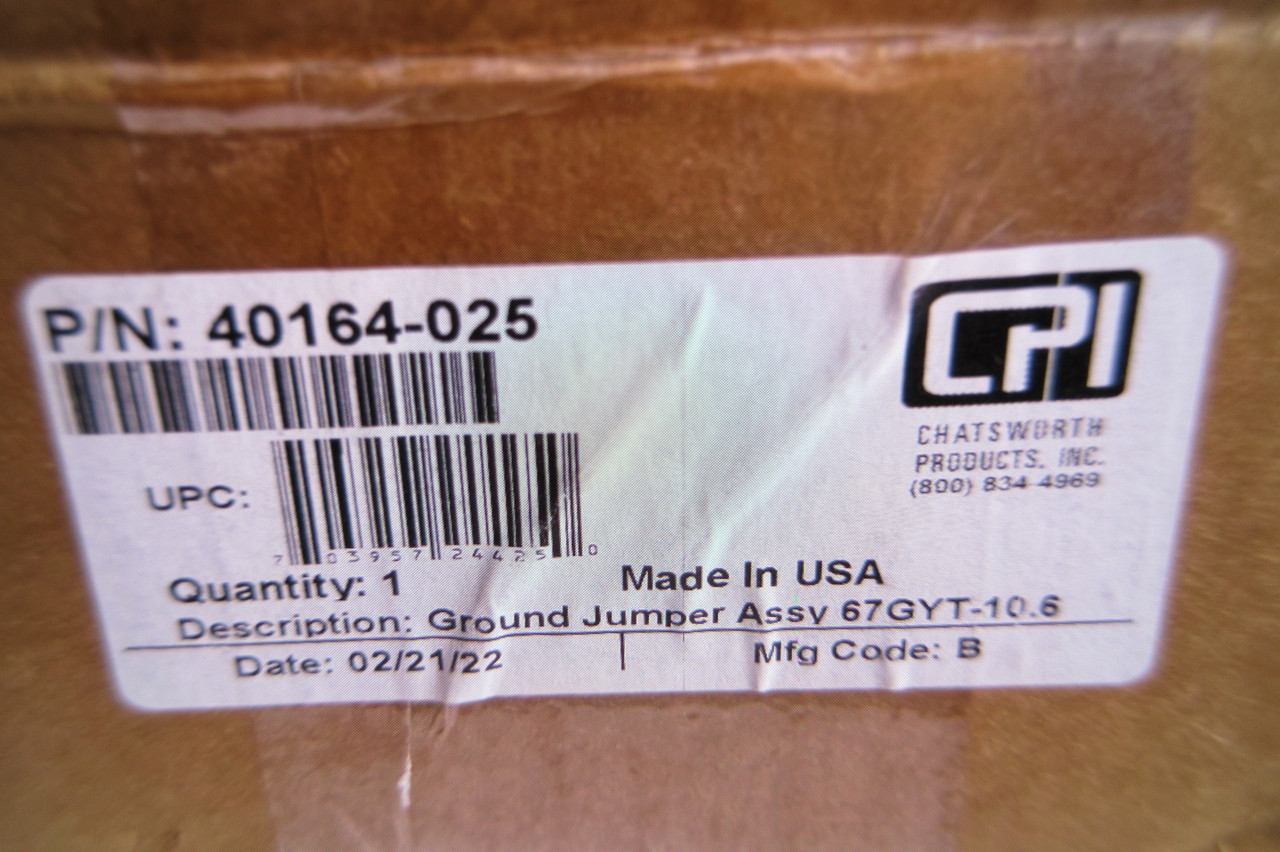 P/N: 40164-025
CPI
CHATSWORTH
PRODUCTS, INC.
(800) 834-4969
UPC:
7 03957 24425 0
Quantity: 1
Made In USA
Description: Ground Jumper Assy 67GYT-10.6
Date: 02/21/22
Mfg Code: B